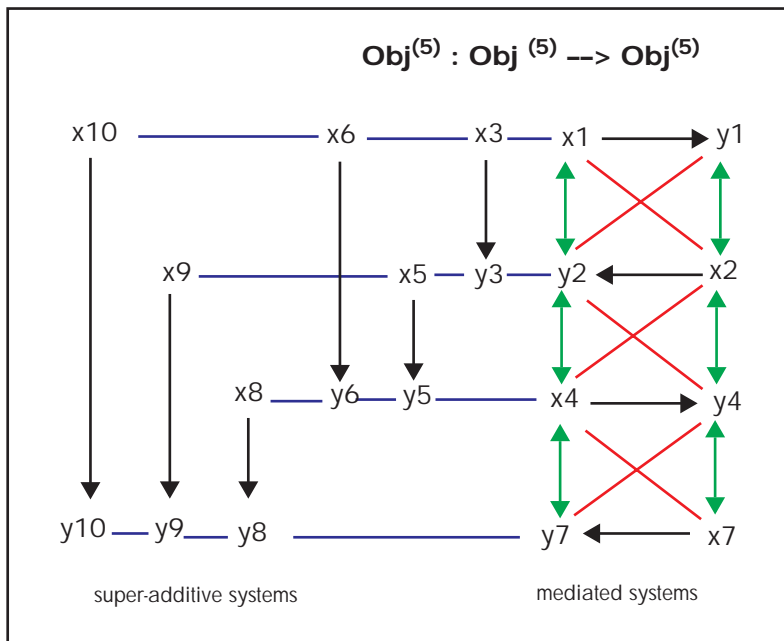 Obj(5) : Obj (5) ––> Obj(5)
x10 x6 x3 x1 y1
x9 x5 y3 y2 x2
x8 y6 y5 x4 y4
y10 y9 y8 y7 x7
super-additive systems mediated systems